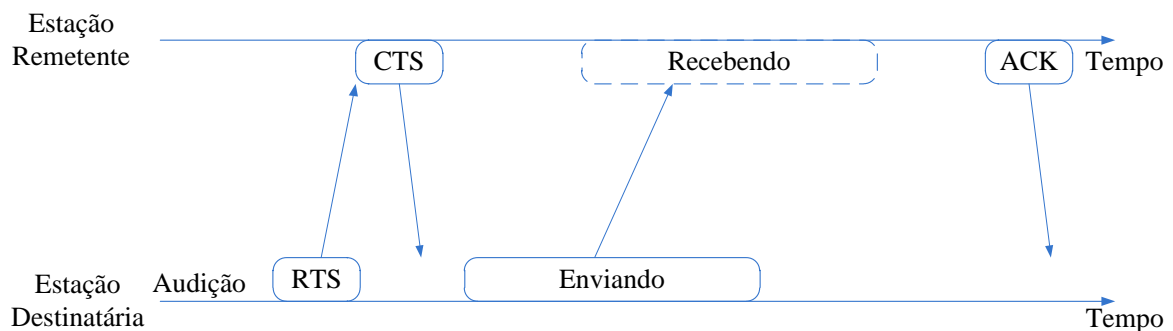 Estação
Remetente
CTS
Recebendo
ACK
Tempo
Estação
Destinatária
Audição
RTS
Enviando
Tempo